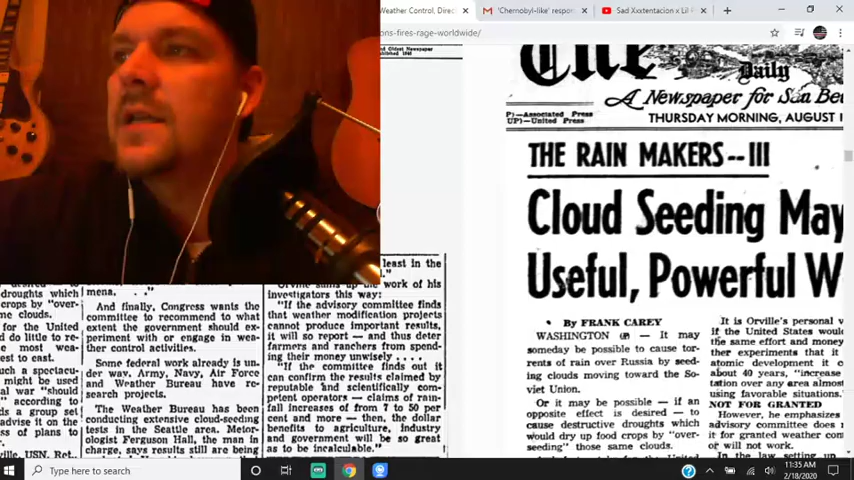 Weather Control, Direc
'Chernobyl-like' respon
Sad Xxxtentacion x Lil
ons-fires-rage-worldwide/
and Oldest Newspaper
The
Daily
A Newspaper for San Be
P)—Associated Press
UP)—United Press
THURSDAY MORNING, AUGUST 1
THE RAIN MAKERS--III
Cloud Seeding May
Useful, Powerful W
By FRANK CAREY
WASHINGTON (AP) — It may
someday be possible to cause tor-
rents of rain over Russia by seed-
ing clouds moving toward the So-
viet Union.
Or it may be possible — if an
opposite effect is desired — to
cause destructive droughts which
would dry up food crops by "over-
seeding" those same clouds.
It is Orville's personal v
if the United States woul
the same effort and money
ther experiments that it
atomic development it ca
about 40 years, "increase
tation over any area almos
using favorable situations.
NOT FOR GRANTED
However, he emphasizes
advisory committee does
it for granted weather con
or will not work.
In the law setting up
droughts which
crops by "over-
me clouds.
for the United
d do little to re-
e most wea-
est to east.
ch a spectacu-
might be used
al war "should
according to
ds a group set
advise it on the
ss of plans to
ville, USN, Ret.,
mena. . ."
And finally, Congress wants the
committee to recommend to what
extent the government should ex-
periment with or engage in wea-
ther control activities.
Some federal work already is un-
der way. Army, Navy, Air Force
and Weather Bureau have re-
search projects.
The Weather Bureau has been
conducting extensive cloud-seeding
tests in the Seattle area. Meteor-
ologist Ferguson Hall, the man in
charge, says results still are being
least in the
Orville sums up the work of his
investigators this way:
"If the advisory committee finds
that weather modification projects
cannot produce important results,
it will so report — and thus deter
farmers and ranchers from spend-
ing their money unwisely . . . .
"If the committee finds out it
can confirm the results claimed by
reputable and scientifically com-
petent operators — claims of rain-
fall increases of from 7 to 50 per
cent and more — then, the dollar
benefits to agriculture, industry
and government will be so great
as to be incalculable."
Type here to search
11:35 AM
2/18/2020